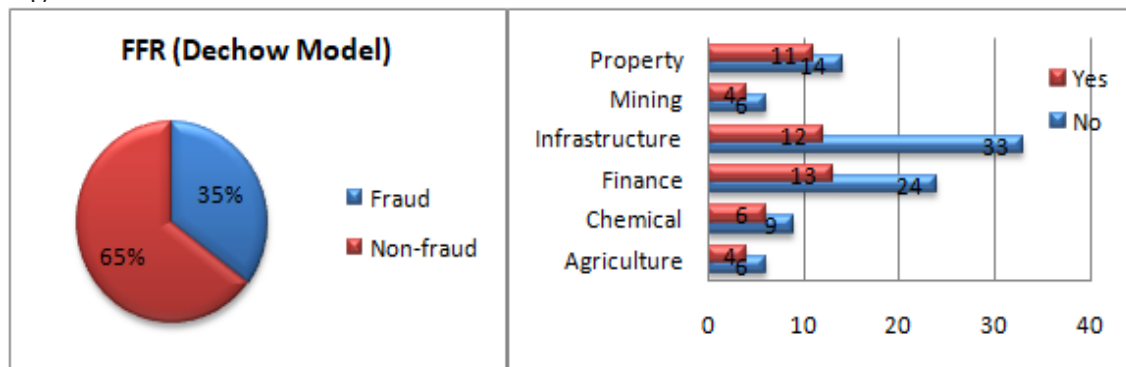 FFR (Dechow Model)
35%
65%
Fraud
Non-fraud
Property
11
14
Mining
4
6
Infrastructure
12
33
Finance
13
24
Chemical
6
9
Agriculture
4
6
Yes
No
0 10 20 30 40